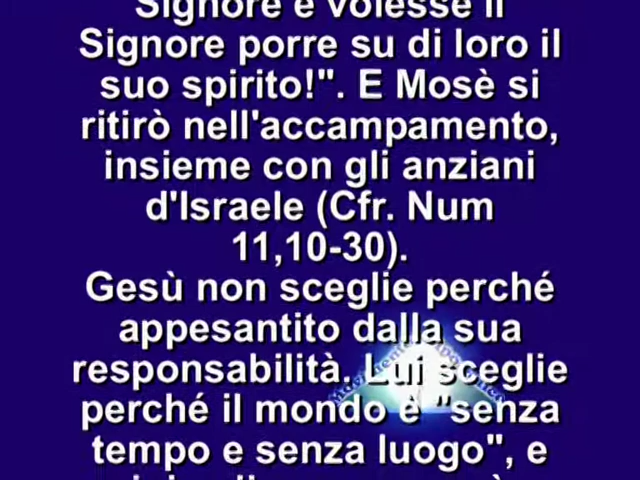 Signore e volesse il
Signore porre su di loro il
suo spirito!". E Mosè si
ritirò nell'accampamento,
insieme con gli anziani
d'Israele (Cfr. Num
11,10-30).
Gesù non sceglie perché
appesantito dalla sua
responsabilità. Lui sceglie
perché il mondo è "senza
tempo e senza luogo", e